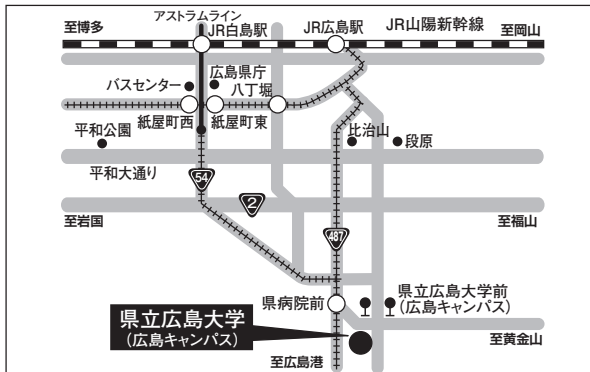 アストラムライン
至博多
JR白島駅
JR広島駅
JR山陽新幹線
至岡山
バスセンター
広島県庁
八丁堀
紙屋町西
紙屋町東
平和公園
比治山
段原
平和大通り
54
2
至岩国
至福山
487
県病院前
県立広島大学前
(広島キャンパス)
県立広島大学
(広島キャンパス)
至黄金山
至広島港